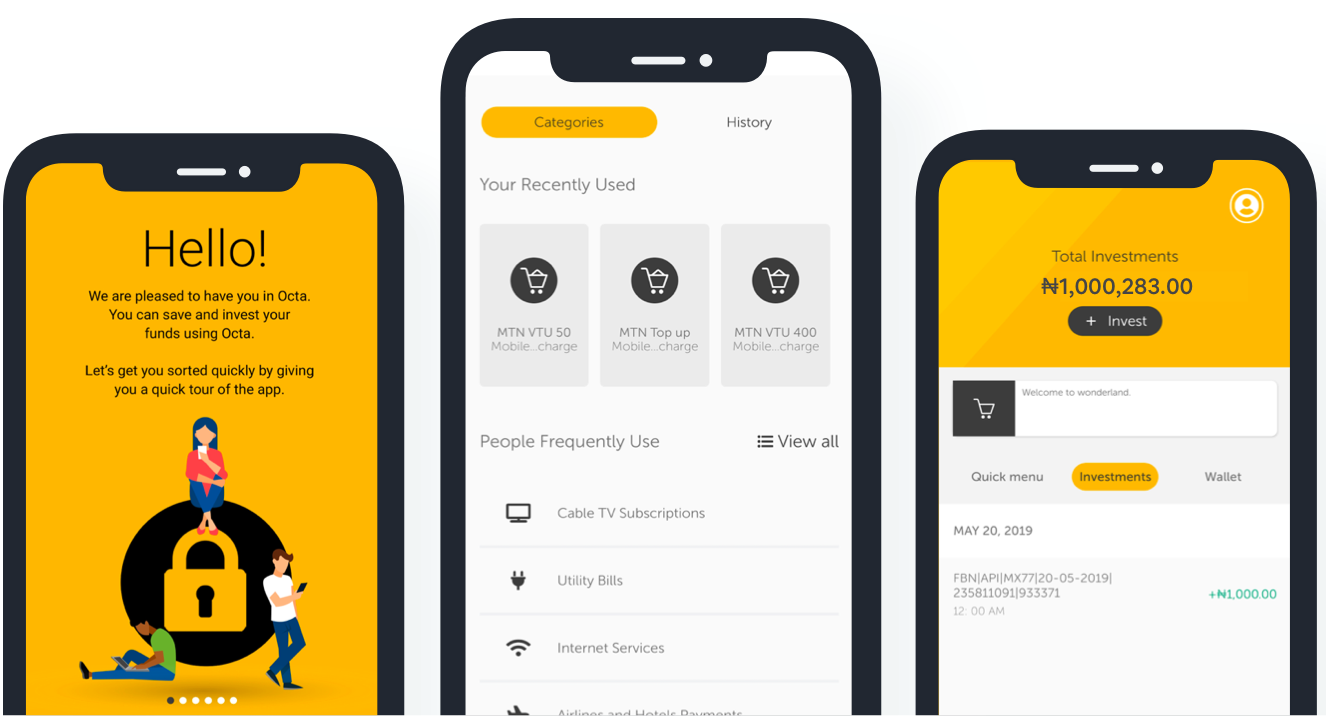 Hello!
We are pleased to have you in Octa.
You can save and invest your
funds using Octa.
Let's get you sorted quickly by giving
you a quick tour of the app.
Categories
History
Your Recently Used
MTN VTU 50
Mobile...charge
MTN Top up
Mobile...charge
MTN VTU 400
Mobile...charge
People Frequently Use
View all
Cable TV Subscriptions
Utility Bills
Internet Services
Airlines and Hotels Payments
Total Investments
₦1,000,283.00
+ Invest
Welcome to wonderland.
Quick menu
Investments
Wallet
MAY 20, 2019
FBN|API|MX77|20-05-2019|
235811091|933371
+₦1,000.00
12: 00 AM